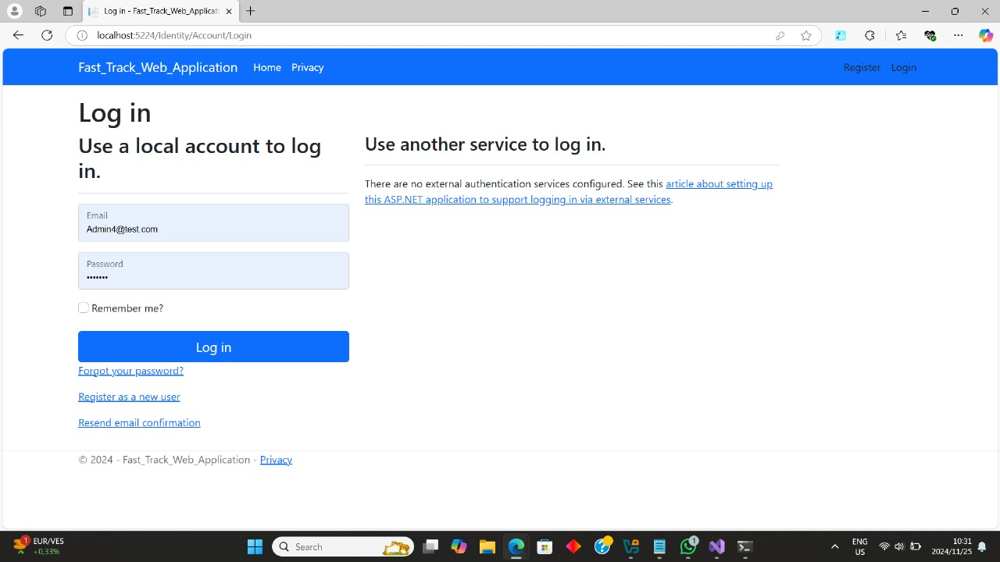 Log in - Fast_Track_Web_Applicati
localhost:5224/Identity/Account/Login
Fast_Track_Web_Application Home Privacy Register Login
Log in
Use a local account to log
in.
Email
Admin4@test.com
Password
•••••••
Remember me?
Log in
Forgot your password?
Register as a new user
Resend email confirmation
Use another service to log in.
There are no external authentication services configured. See this article about setting up
this ASP.NET application to support logging in via external services.
© 2024 - Fast_Track_Web_Application - Privacy
1
EUR/VES
+0,33%
Search
1
ENG
US
10:31
2024/11/25